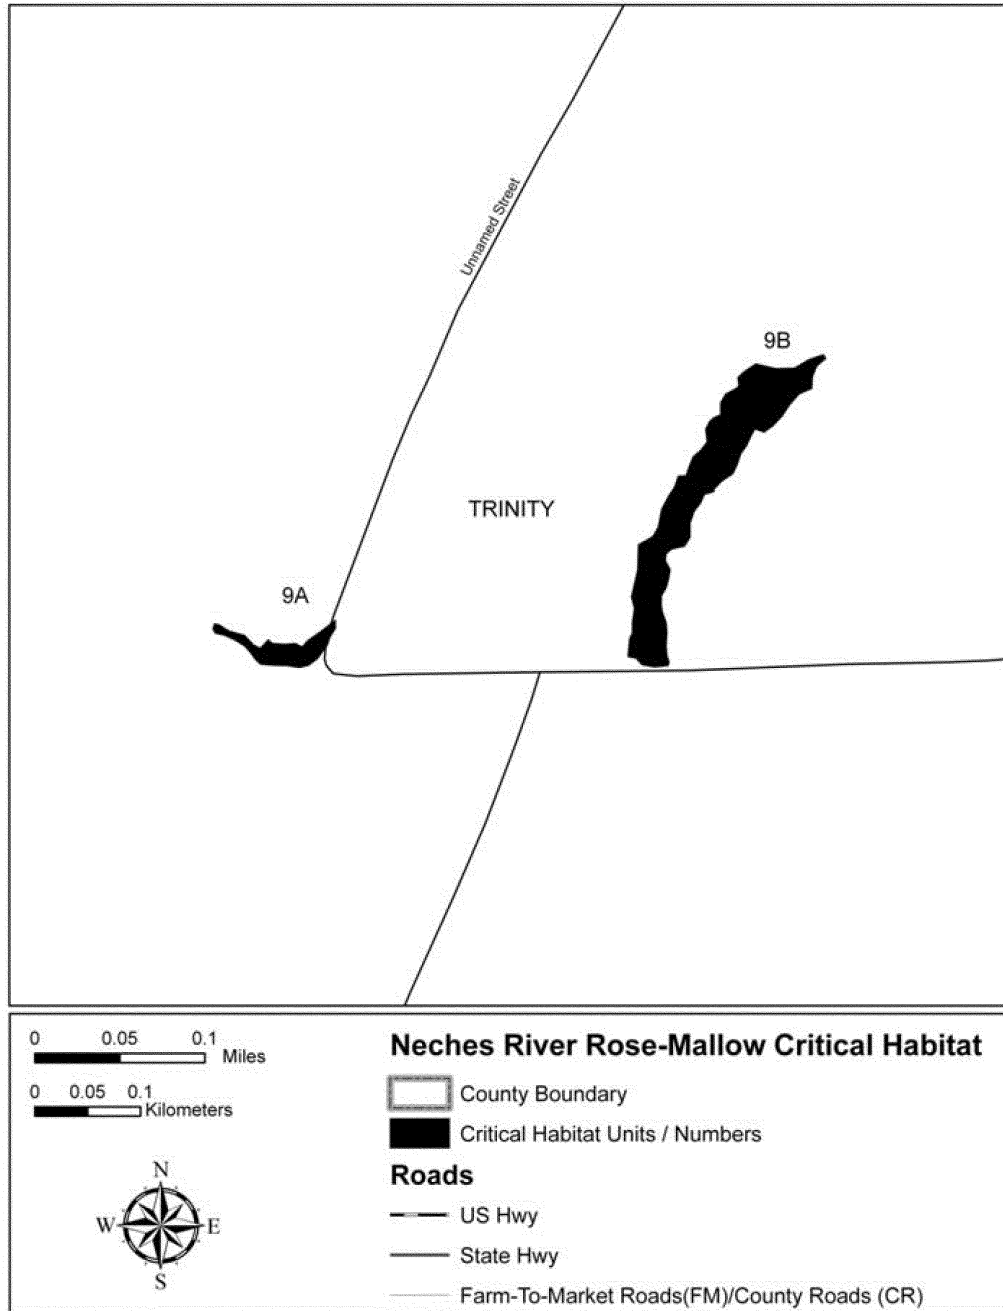 Unnamed Street
9B
TRINITY
9A
0 0.05 0.1
Miles
0 0.05 0.1
Kilometers
N
W E
S
Neches River Rose-Mallow Critical Habitat
County Boundary
Critical Habitat Units / Numbers
Roads
US Hwy
State Hwy
Farm-To-Market Roads(FM)/County Roads (CR)